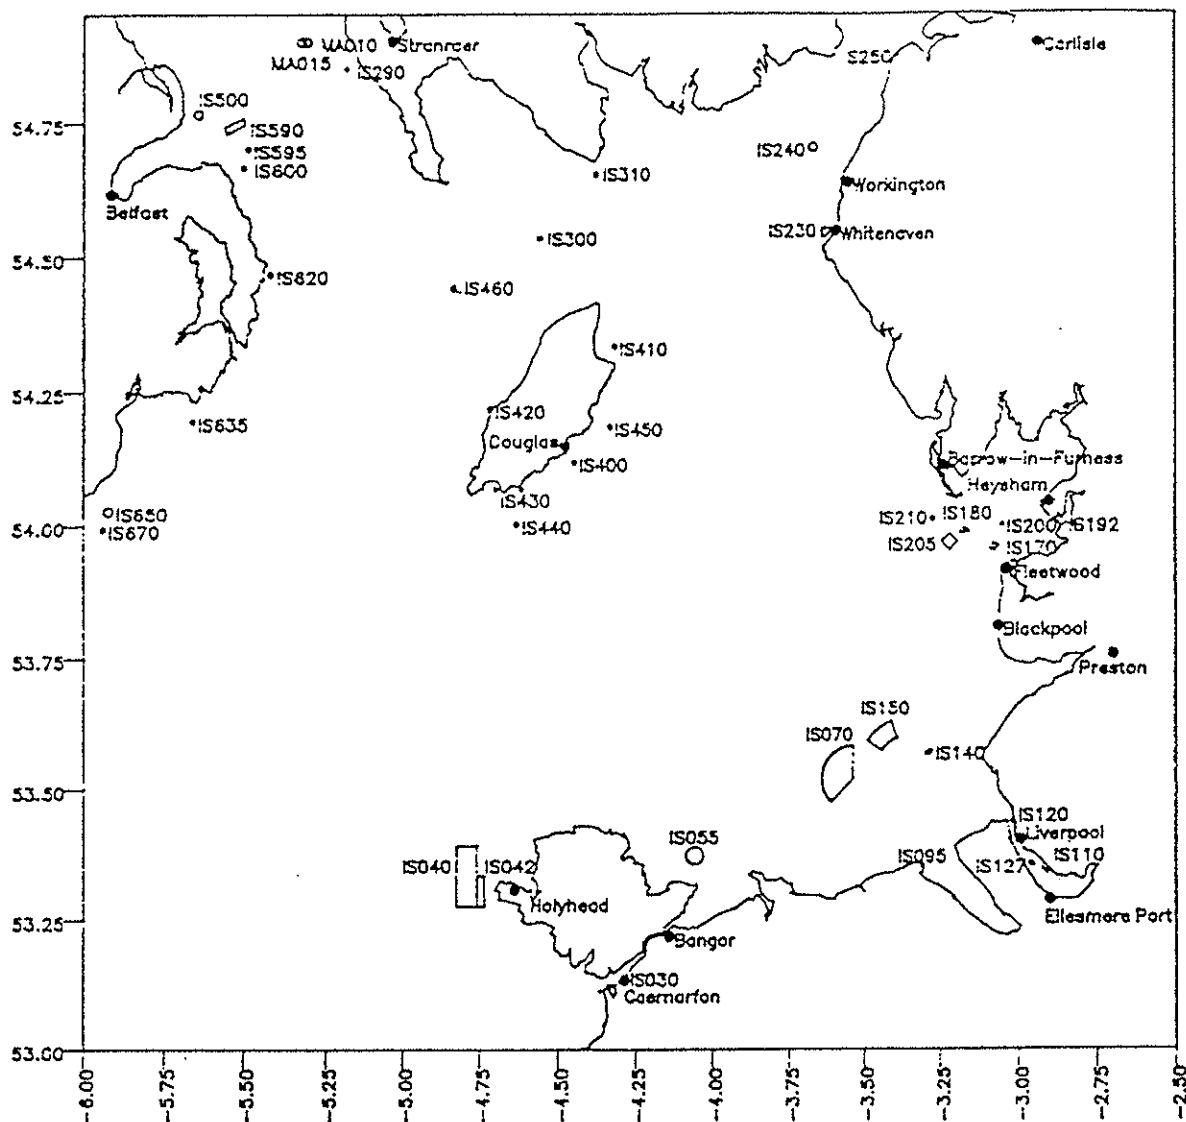 MA010
Stranraer
Carlisle
MA015
IS290
S250
IS500
54.75
IS590
IS240
IS595
IS600
IS310
Workington
Belfast
IS300
IS230
Whitehaven
54.50
IS620
IS460
IS410
54.25
IS420
IS635
IS450
Douglas
IS400
Barrow-in-Furness
Heysham
IS430
IS650
IS210
IS180
54.00
IS670
IS440
IS200
IS192
IS205
IS170
Fleetwood
Blackpool
53.75
Preston
IS150
IS070
IS140
53.50
IS120
IS055
Liverpool
IS040
IS042
IS095
IS127
IS110
Holyhead
Ellesmere Port
53.25
Bangor
IS030
Caernarfon
53.00
-6.00
-5.75
-5.50
-5.25
-5.00
-4.75
-4.50
-4.25
-4.00
-3.75
-3.50
-3.25
-3.00
-2.75
-2.50